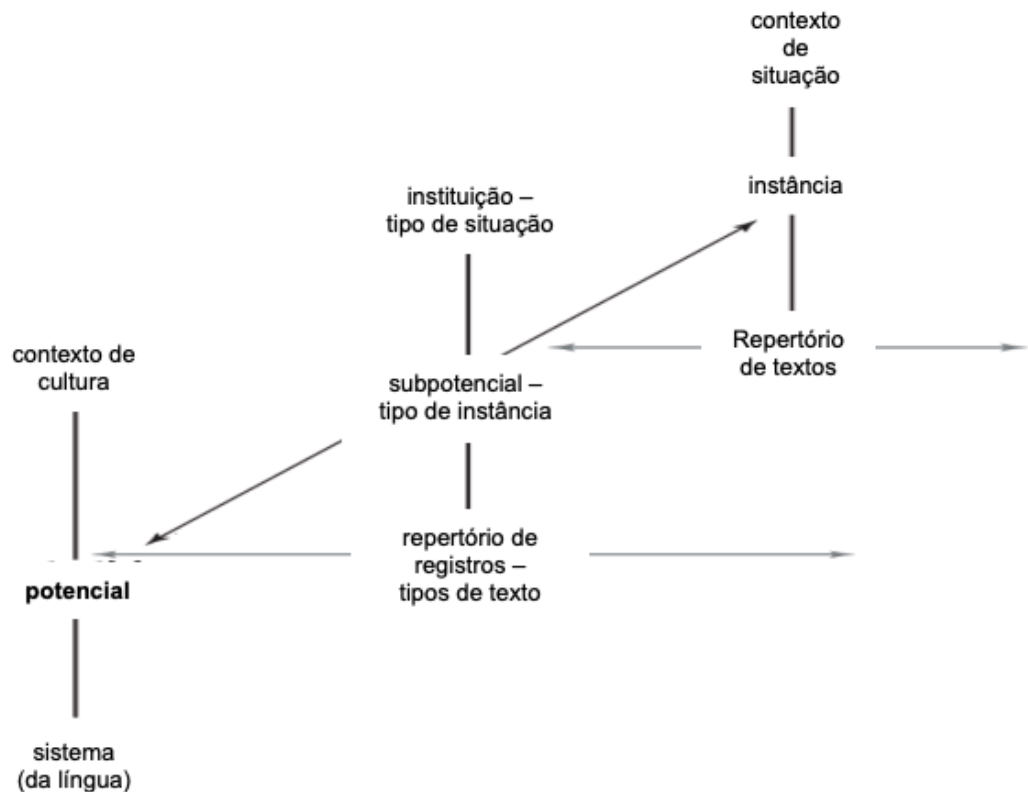 contexto
de
situação
instância
instituição –
tipo de situação
Repertório
de textos
contexto de
cultura
subpotencial –
tipo de instância
repertório de
registros –
tipos de texto
potencial
sistema
(da língua)